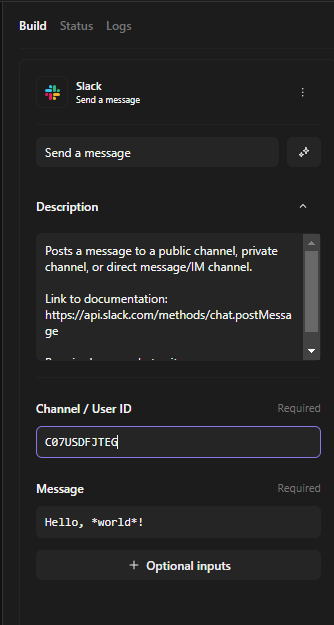 Build Status Logs
Slack
Send a message
Send a message
Description
Posts a message to a public channel, private
channel, or direct message/IM channel.
Link to documentation:
https://api.slack.com/methods/chat.postMessa
ge
Channel / User ID Required
C07USDFJTEG
Message Required
Hello, *world*!
+ Optional inputs